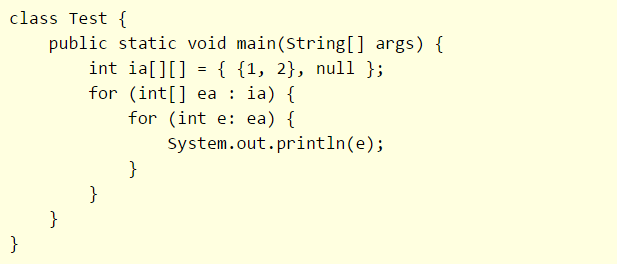 class Test {
    public static void main(String[] args) {
        int ia[][] = { {1, 2}, null };
        for (int[] ea : ia) {
            for (int e: ea) {
                System.out.println(e);
            }
        }
    }
}